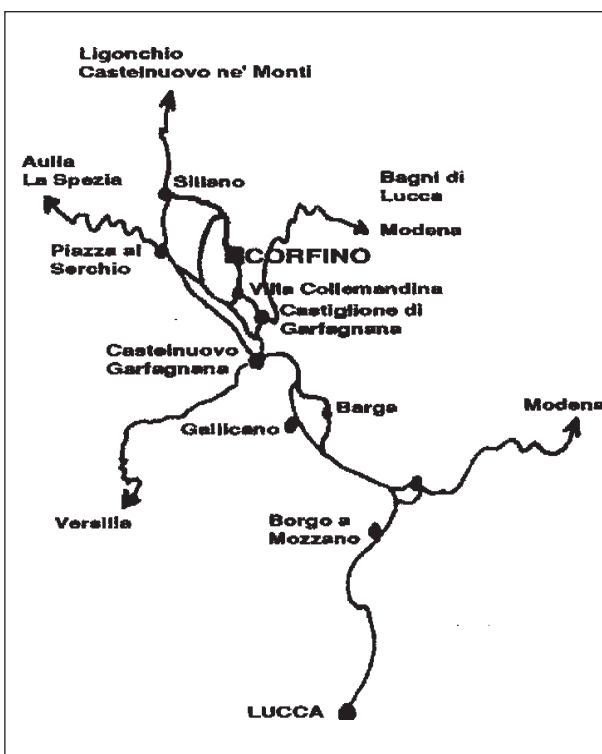 Ligonchio
Castelnuovo ne' Monti
Aulla
La Spezia
Sillano
Bagni di
Lucca
Modena
Piazza al
Serchio
CORFINO
Villa Collemandina
Castiglione di
Garfagnana
Castelnuovo
Garfagnana
Barga
Modena
Gallicano
Versilia
Borgo a
Mozzano
LUCCA